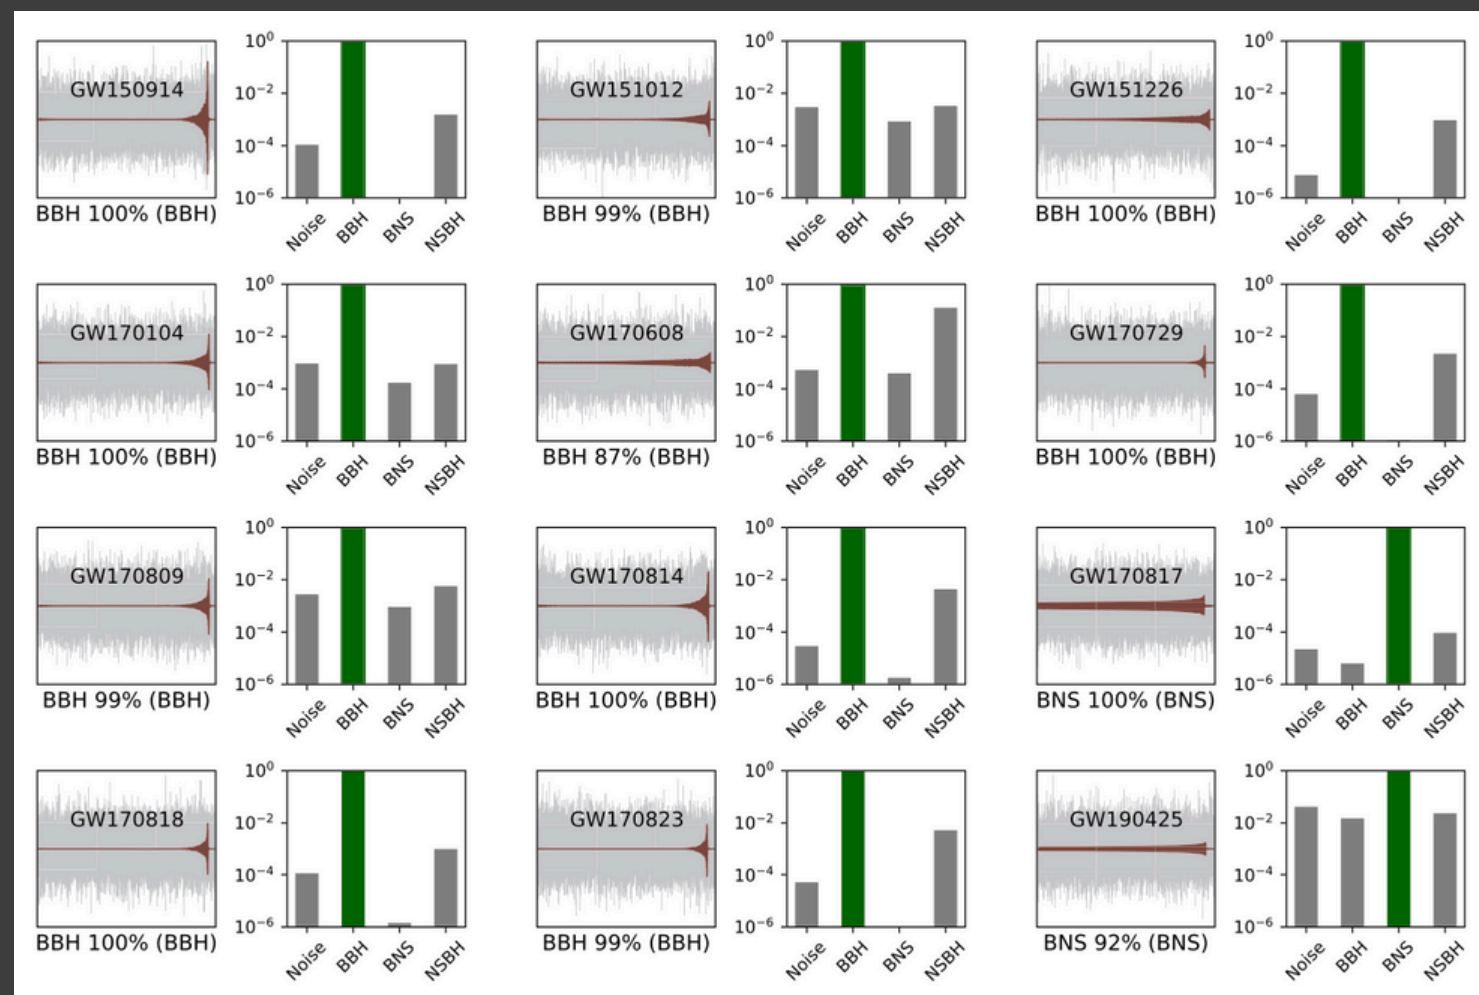 GW150914
BBH 100% (BBH)
10⁰
10⁻²
10⁻⁴
10⁻⁶
Noise
BBH
BNS
NSBH
GW151012
BBH 99% (BBH)
10⁰
10⁻²
10⁻⁴
10⁻⁶
Noise
BBH
BNS
NSBH
GW151226
BBH 100% (BBH)
10⁰
10⁻²
10⁻⁴
10⁻⁶
Noise
BBH
BNS
NSBH
GW170104
BBH 100% (BBH)
10⁰
10⁻²
10⁻⁴
10⁻⁶
Noise
BBH
BNS
NSBH
GW170608
BBH 87% (BBH)
10⁰
10⁻²
10⁻⁴
10⁻⁶
Noise
BBH
BNS
NSBH
GW170729
BBH 100% (BBH)
10⁰
10⁻²
10⁻⁴
10⁻⁶
Noise
BBH
BNS
NSBH
GW170809
BBH 99% (BBH)
10⁰
10⁻²
10⁻⁴
10⁻⁶
Noise
BBH
BNS
NSBH
GW170814
BBH 100% (BBH)
10⁰
10⁻²
10⁻⁴
10⁻⁶
Noise
BBH
BNS
NSBH
GW170817
BNS 100% (BNS)
10⁰
10⁻²
10⁻⁴
10⁻⁶
Noise
BBH
BNS
NSBH
GW170818
BBH 100% (BBH)
10⁰
10⁻²
10⁻⁴
10⁻⁶
Noise
BBH
BNS
NSBH
GW170823
BBH 99% (BBH)
10⁰
10⁻²
10⁻⁴
10⁻⁶
Noise
BBH
BNS
NSBH
GW190425
BNS 92% (BNS)
10⁰
10⁻²
10⁻⁴
10⁻⁶
Noise
BBH
BNS
NSBH